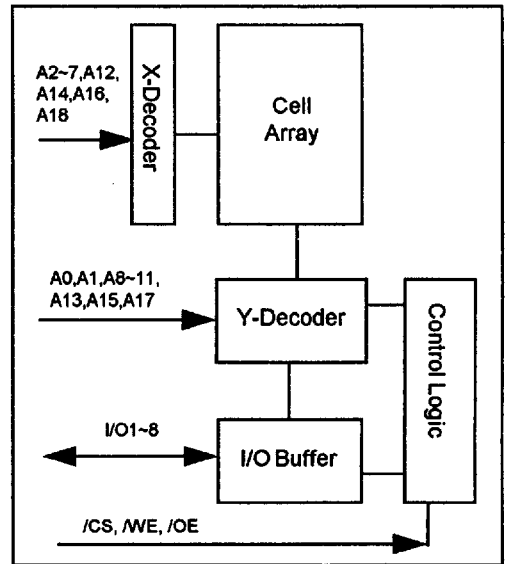 A2~7,A12,
A14,A16,
A18
X-Decoder
Cell
Array
A0,A1,A8~11,
A13,A15,A17
Y-Decoder
Control Logic
I/O1~8
I/O Buffer
/CS, /WE, /OE